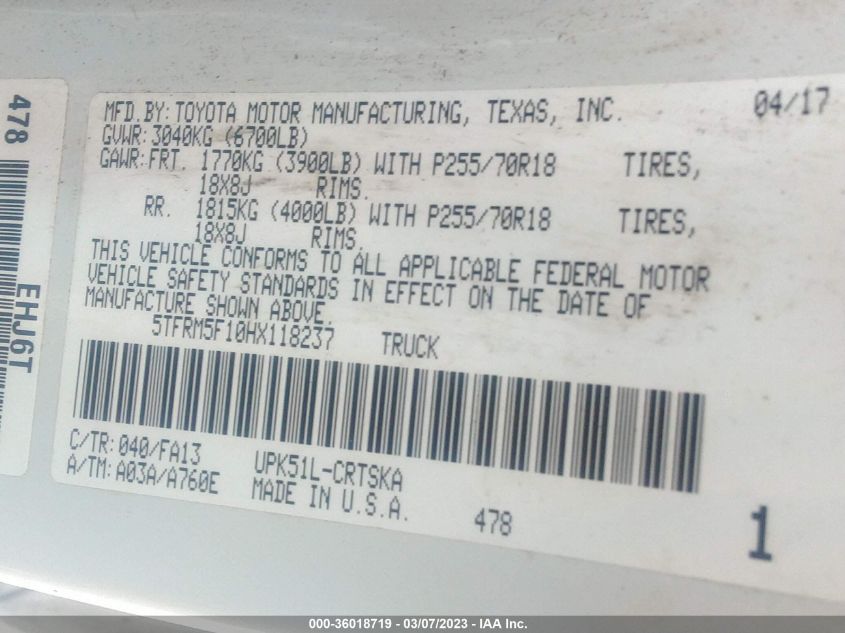 478
EHJ6T
MFD.BY:TOYOTA MOTOR MANUFACTURING, TEXAS, INC. 04/17
GVWR:3040KG (6700LB)
GAWR:FRT. 1770KG (3900LB) WITH P255/70R18 TIRES,
18X8J RIMS.
RR. 1815KG (4000LB) WITH P255/70R18 TIRES,
18X8J RIMS.
THIS VEHICLE CONFORMS TO ALL APPLICABLE FEDERAL MOTOR
VEHICLE SAFETY STANDARDS IN EFFECT ON THE DATE OF
MANUFACTURE SHOWN ABOVE.
5TFRM5F10HX118237 TRUCK
C/TR:040/FA13
A/TM:A03A/A760E
UPK51L-CRTSKA
MADE IN U.S.A.
478
1
000-36018719 - 03/07/2023 - IAA Inc.